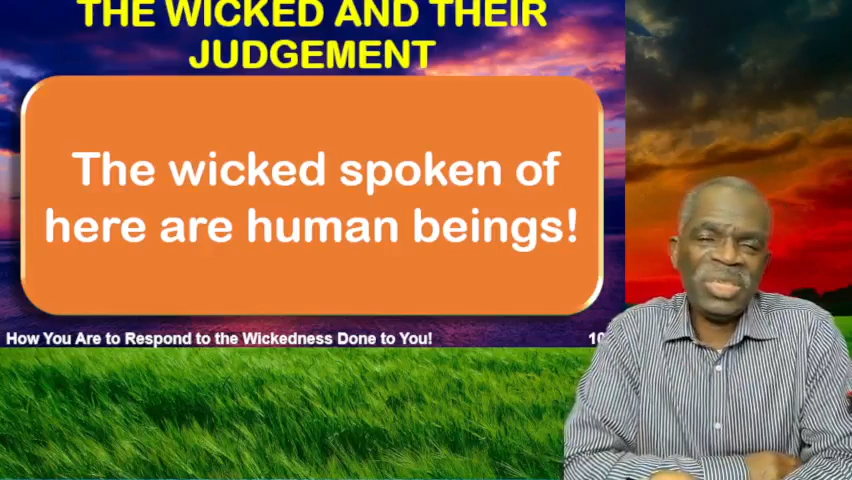 THE WICKED AND THEIR
JUDGEMENT
The wicked spoken of
here are human beings!
How You Are to Respond to the Wickedness Done to You!
10